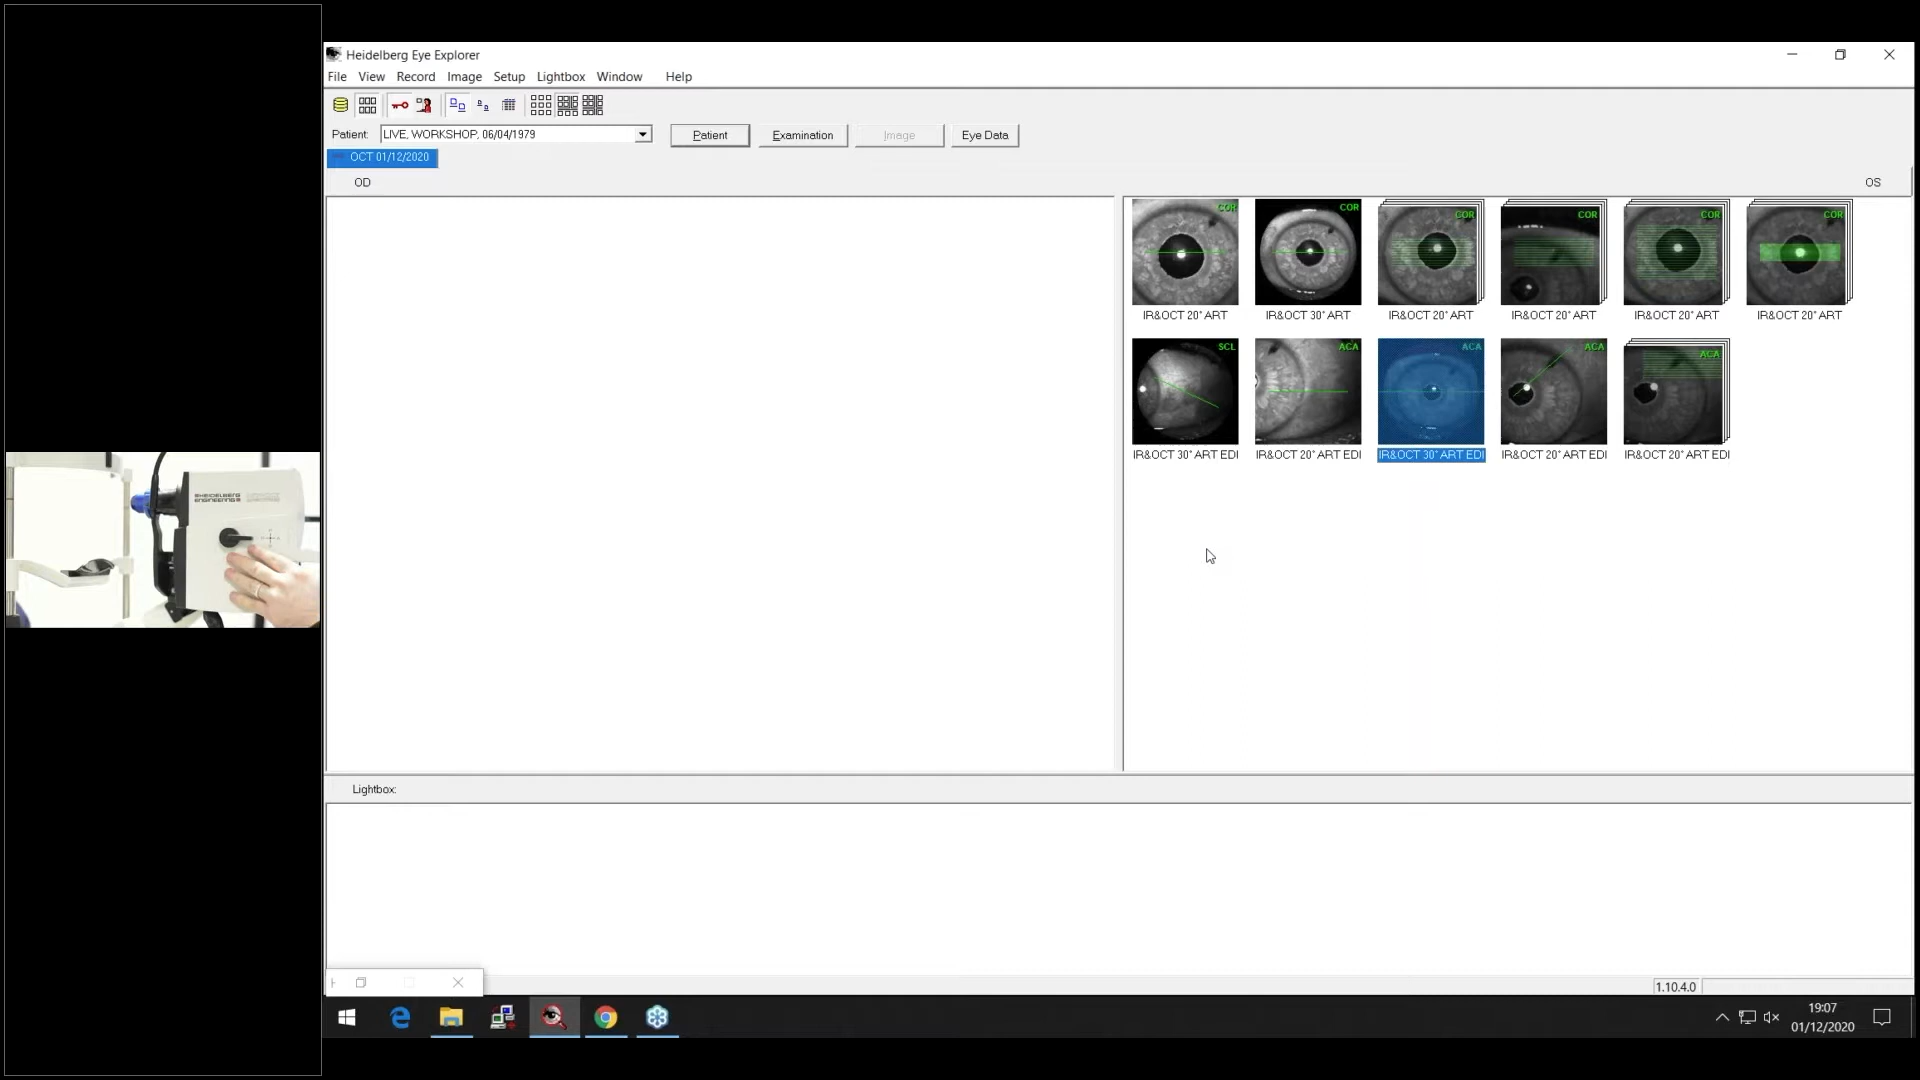 Heidelberg Eye Explorer
File View Record Image Setup Lightbox Window Help
Patient: LIVE, WORKSHOP, 06/04/1979 Patient Examination Image Eye Data
OCT 01/12/2020
OD OS
COR COR COR COR COR COR
IR&OCT 20° ART IR&OCT 30° ART IR&OCT 20° ART IR&OCT 20° ART IR&OCT 20° ART IR&OCT 20° ART
SCL ACA ACA ACA ACA
IR&OCT 30° ART EDI IR&OCT 20° ART EDI IR&OCT 30° ART EDI IR&OCT 20° ART EDI IR&OCT 20° ART EDI
HEIDELBERG
ENGINEERING
Lightbox:
1.10.4.0
19:07
01/12/2020